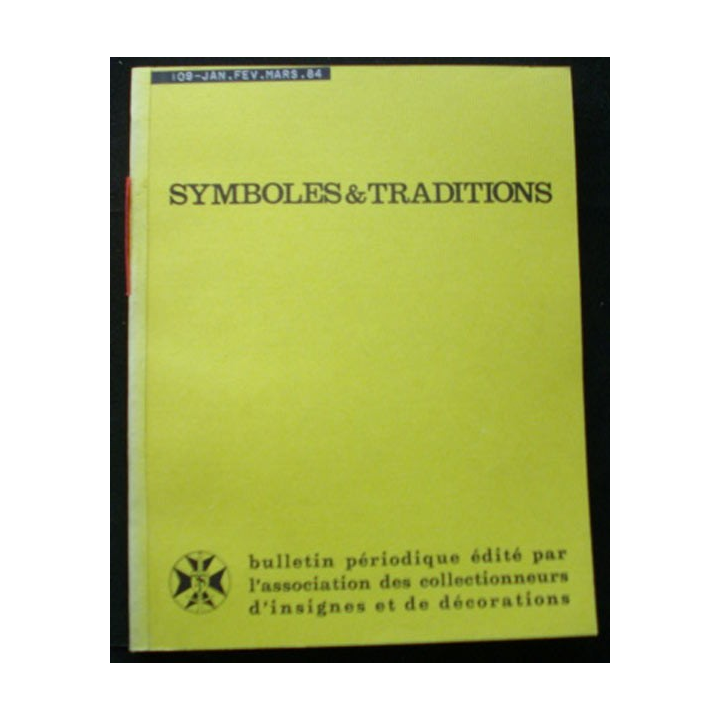 109-JAN.FEV.MARS.84
SYMBOLES & TRADITIONS
bulletin périodique édité par
l'association des collectionneurs
d'insignes et de décorations